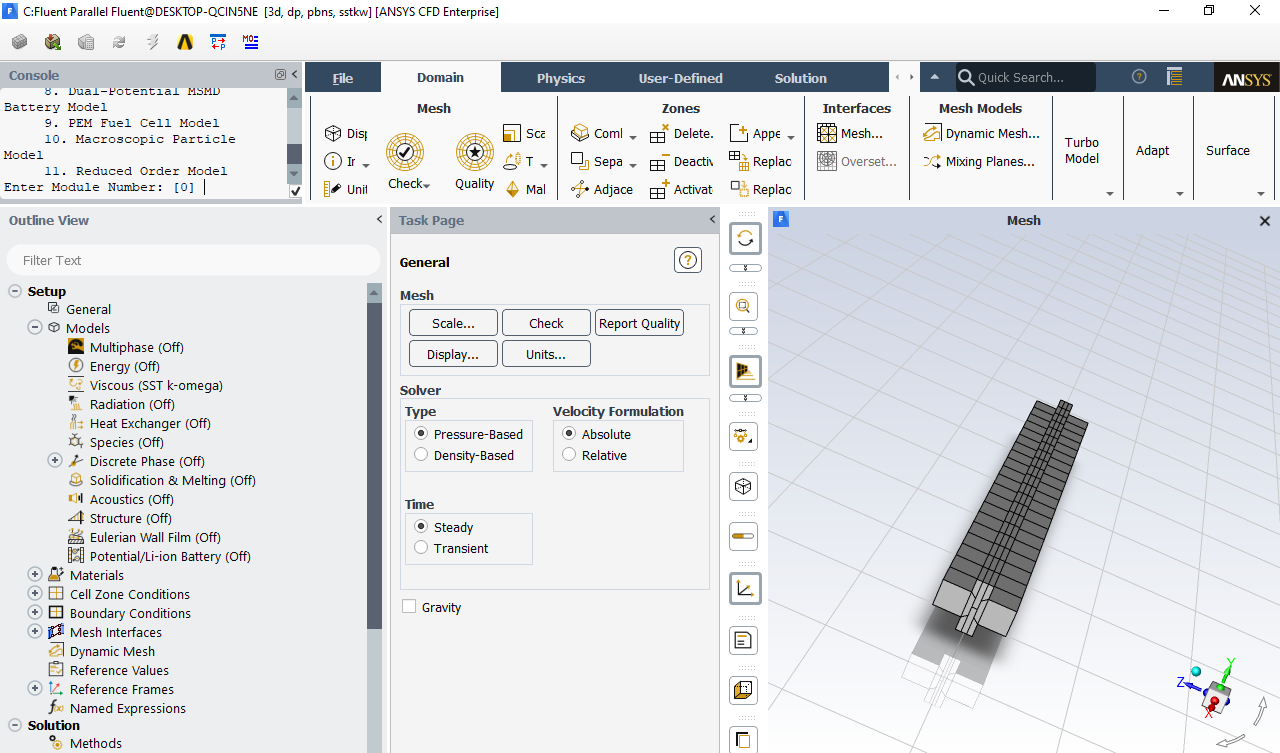 C:Fluent Parallel Fluent@DESKTOP-QCIN5NE [3d, dp, pbns, sstkw] [ANSYS CFD Enterprise]
Console
8. Dual-Potential MSMD
Battery Model
9. PEM Fuel Cell Model
10. Macroscopic Particle
Model
11. Reduced Order Model
Enter Module Number: [0]
File
Domain
Physics
User-Defined
Solution
Quick Search...
ANSYS
Mesh
Disp
Ir
Unit
Check
Quality
Sca
T
Mal
Zones
Coml
Sepa
Adjace
Delete.
Deactiv
Activat
Appe
Replac
Replac
Interfaces
Mesh...
Overset...
Mesh Models
Dynamic Mesh...
Mixing Planes...
Turbo
Model
Adapt
Surface
Outline View
Filter Text
Setup
General
Models
Multiphase (Off)
Energy (Off)
Viscous (SST k-omega)
Radiation (Off)
Heat Exchanger (Off)
Species (Off)
Discrete Phase (Off)
Solidification & Melting (Off)
Acoustics (Off)
Structure (Off)
Eulerian Wall Film (Off)
Potential/Li-ion Battery (Off)
Materials
Cell Zone Conditions
Boundary Conditions
Mesh Interfaces
Dynamic Mesh
Reference Values
Reference Frames
Named Expressions
Solution
Methods
Task Page
General
Mesh
Scale...
Check
Report Quality
Display...
Units...
Solver
Type
Pressure-Based
Density-Based
Velocity Formulation
Absolute
Relative
Time
Steady
Transient
Gravity
Mesh
Y
Z
X